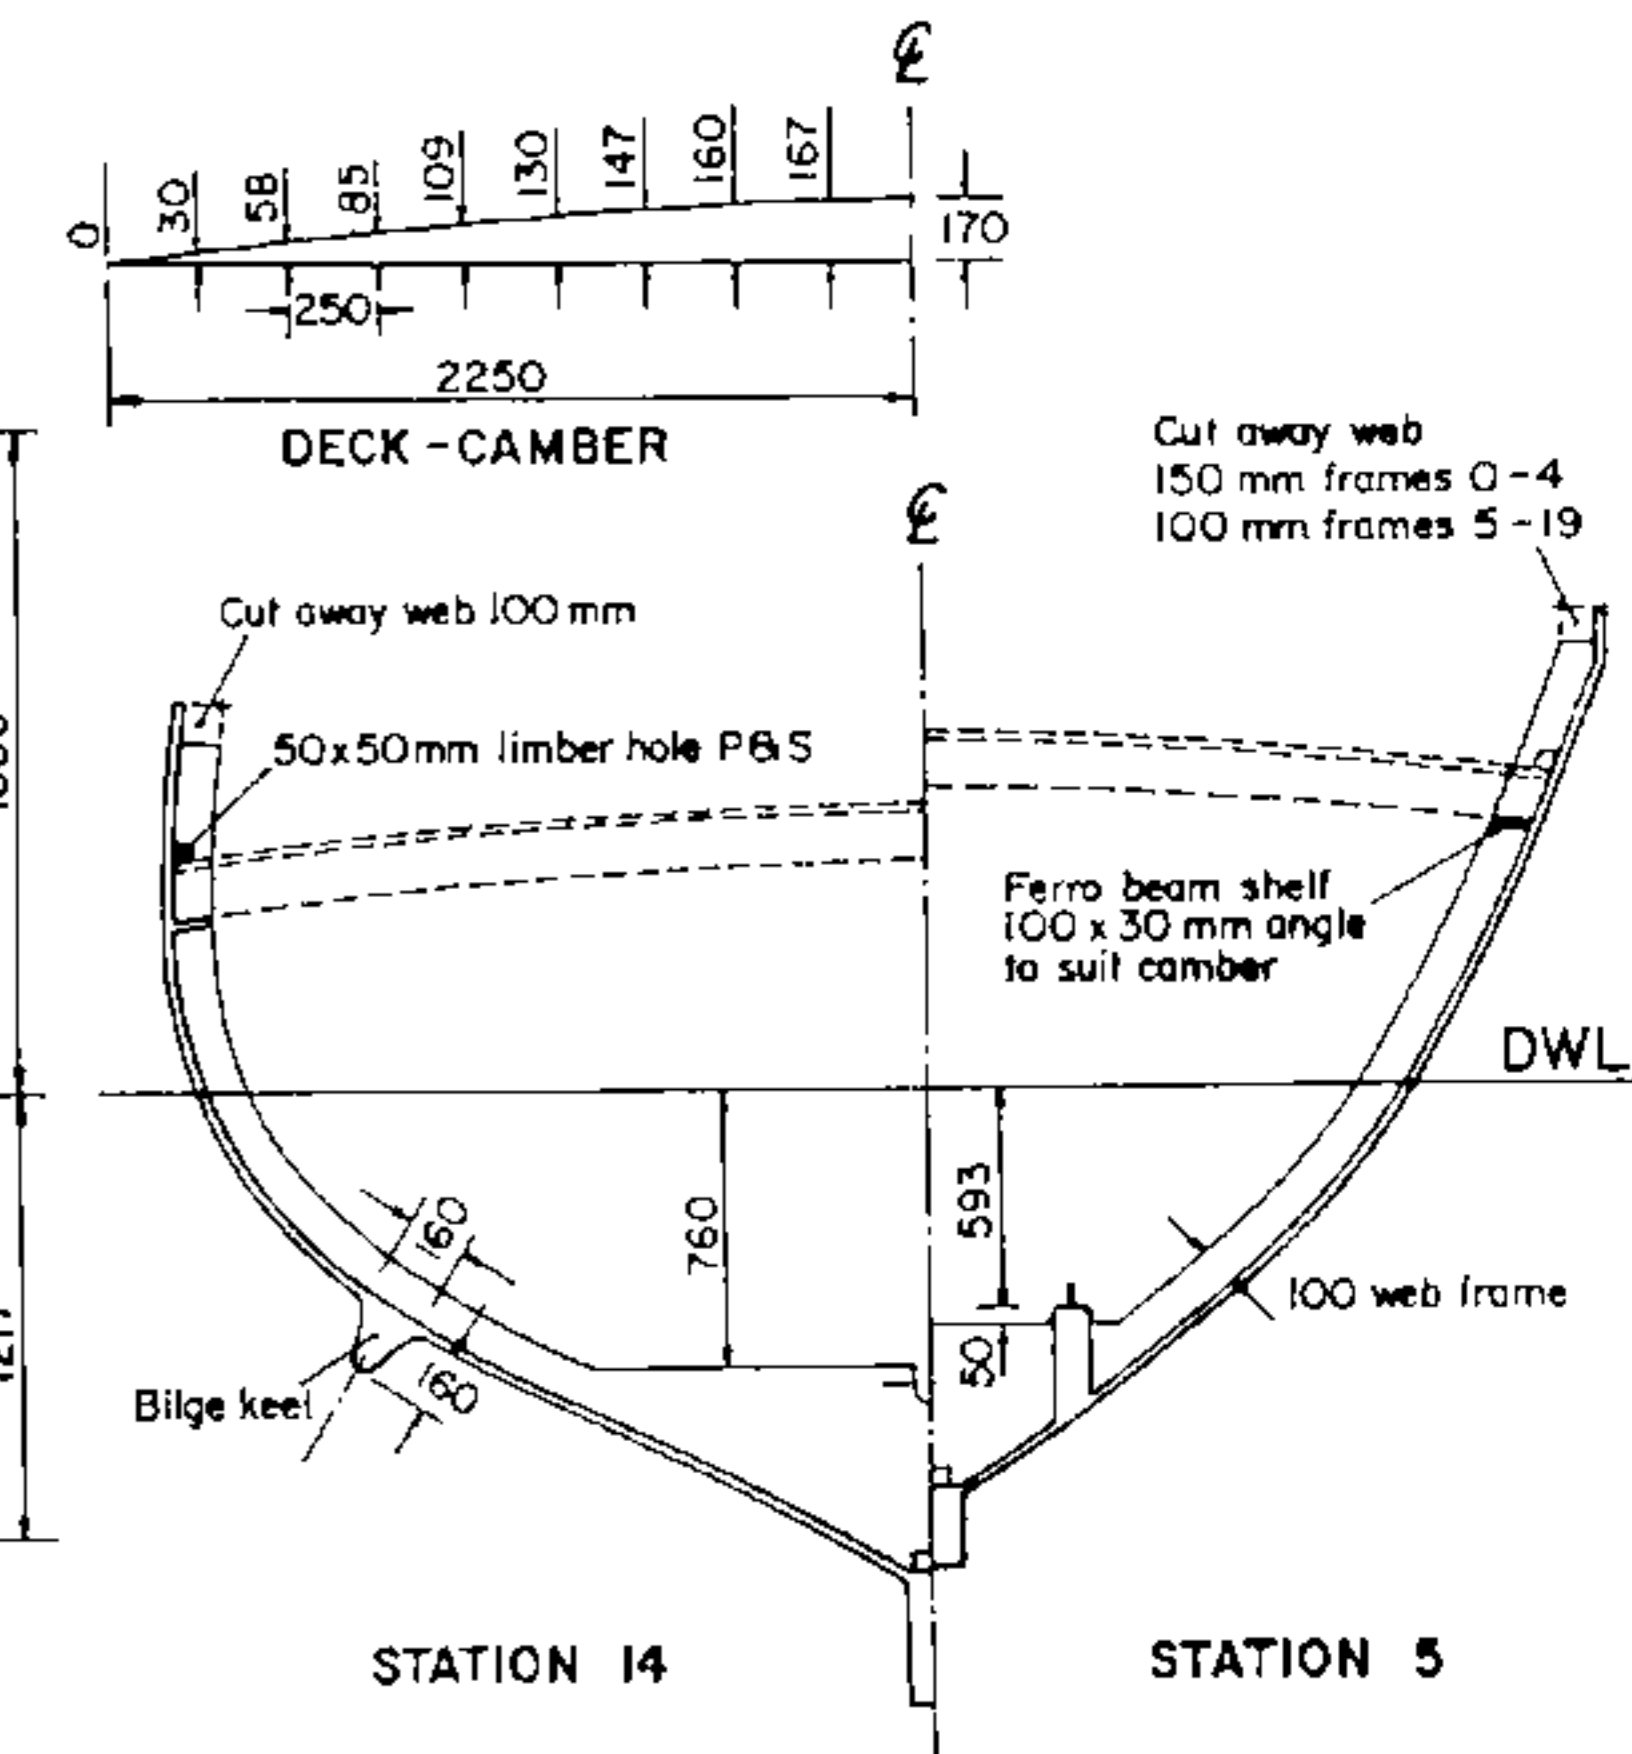 ℄
0
30
58
85
109
130
147
160
167
170
250
2250
DECK-CAMBER
Cut away web
150 mm frames 0-4
100 mm frames 5-19
℄
Cut away web 100 mm
50x50mm limber hole P&S
Ferro beam shelf
100 x 30 mm angle
to suit camber
DWL
160
760
593
100 web frame
50
Bilge keel
160
STATION 14
STATION 5